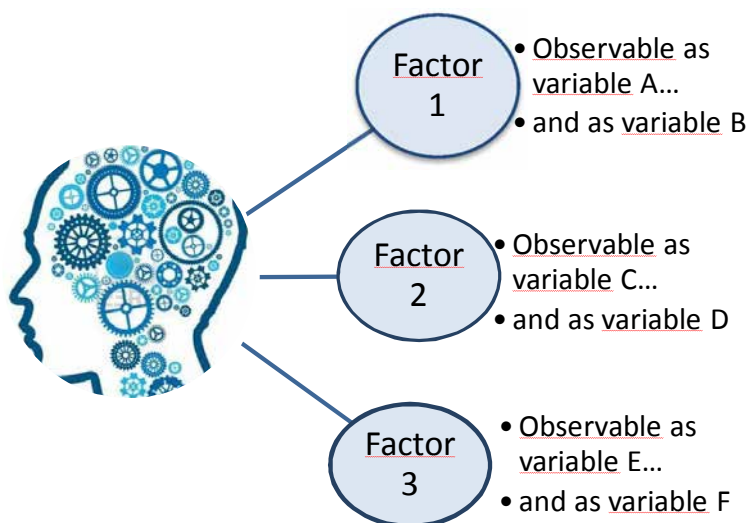 Factor
1
• Observable as
variable A...
• and as variable B
Factor
2
• Observable as
variable C...
• and as variable D
Factor
3
• Observable as
variable E...
• and as variable F